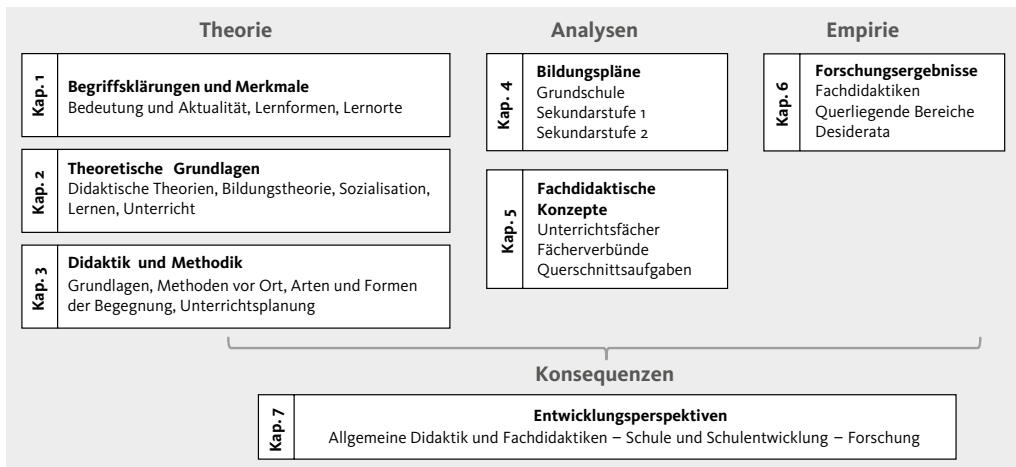 Theorie
Kap. 1
Begriffsklärungen und Merkmale
Bedeutung und Aktualität, Lernformen, Lernorte
Kap. 2
Theoretische Grundlagen
Didaktische Theorien, Bildungstheorie, Sozialisation,
Lernen, Unterricht
Kap. 3
Didaktik und Methodik
Grundlagen, Methoden vor Ort, Arten und Formen
der Begegnung, Unterrichtsplanung
Analysen
Kap. 4
Bildungspläne
Grundschule
Sekundarstufe 1
Sekundarstufe 2
Kap. 5
Fachdidaktische
Konzepte
Unterrichtsfächer
Fächerverbünde
Querschnittsaufgaben
Empirie
Kap. 6
Forschungsergebnisse
Fachdidaktiken
Querliegende Bereiche
Desiderata
Konsequenzen
Kap. 7
Entwicklungsperspektiven
Allgemeine Didaktik und Fachdidaktiken – Schule und Schulentwicklung – Forschung